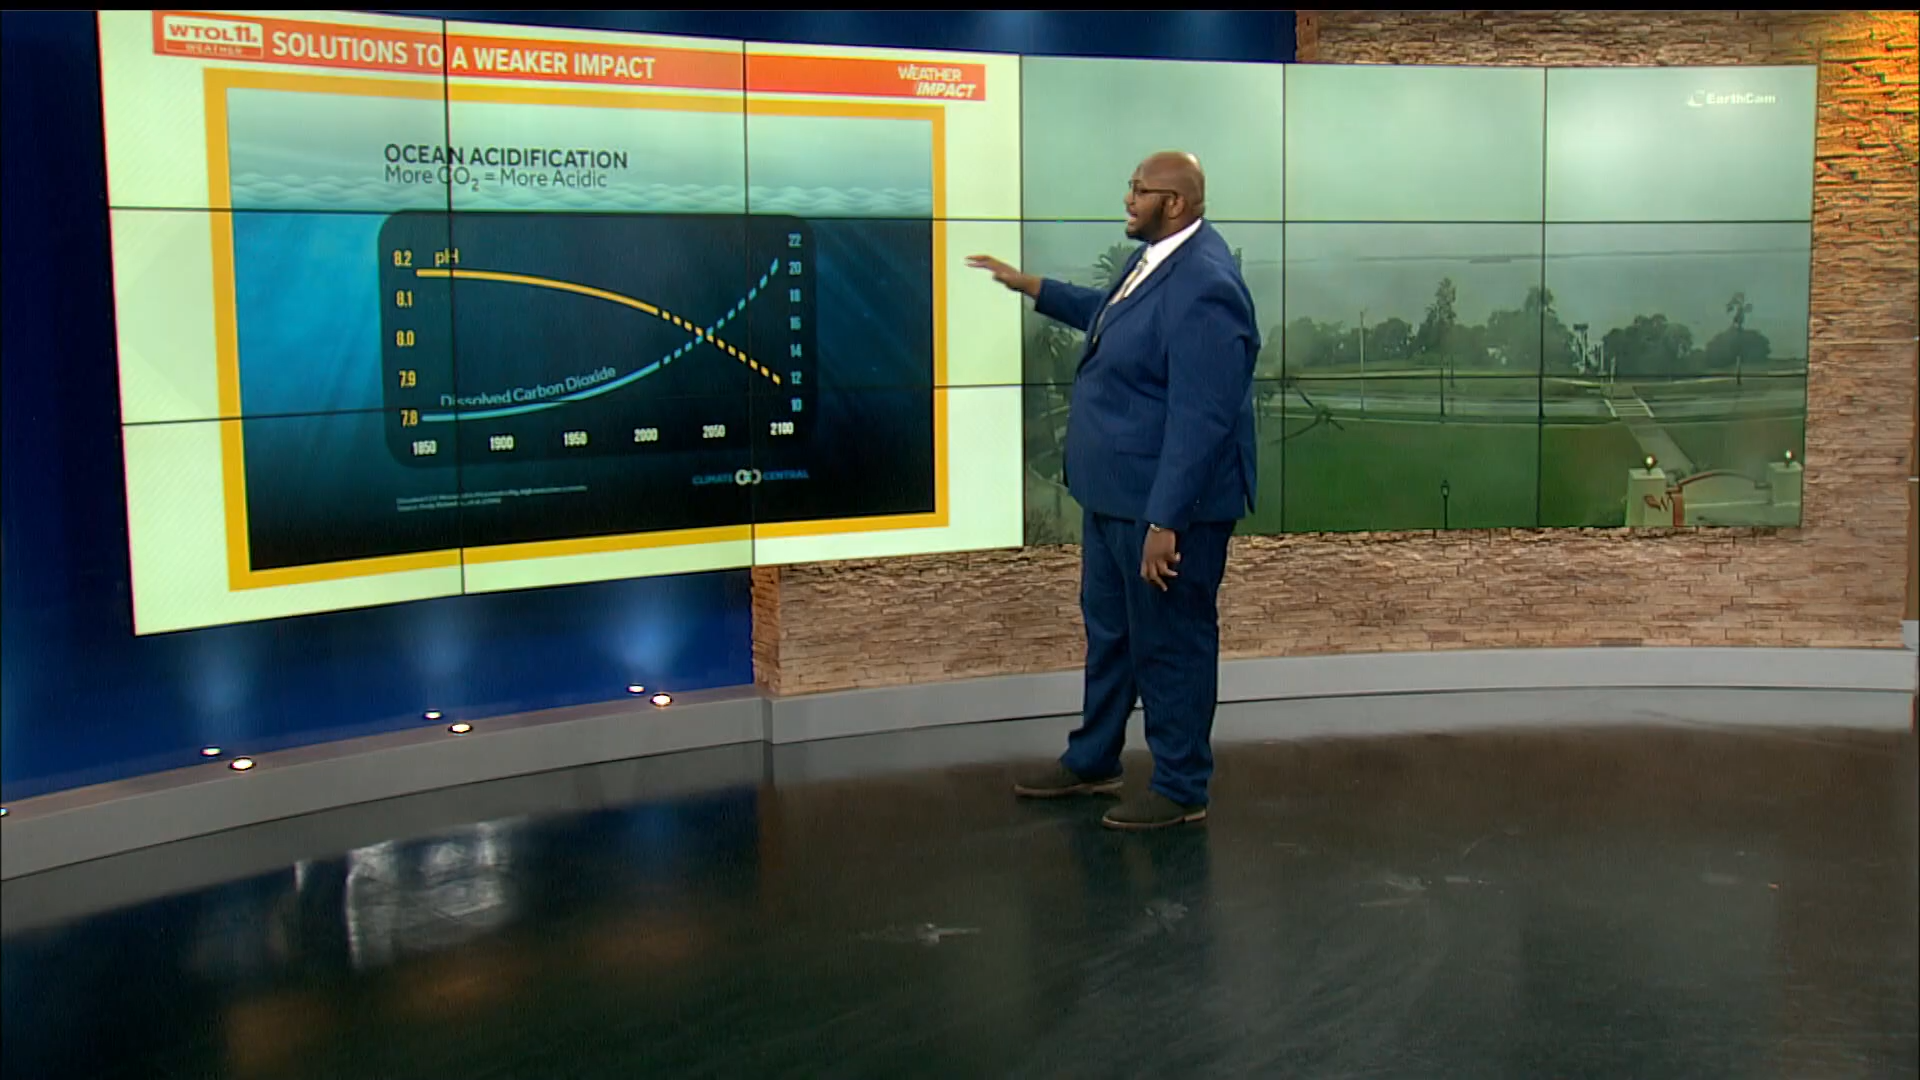 WTOL11
WEATHER
SOLUTIONS TO A WEAKER IMPACT
WEATHER
IMPACT
EarthCam
OCEAN ACIDIFICATION
More CO₂ = More Acidic
8.2
pH
8.1
8.0
7.9
7.8
Dissolved Carbon Dioxide
22
20
18
16
14
12
10
1850
1900
1950
2000
2050
2100
CLIMATE CENTRAL